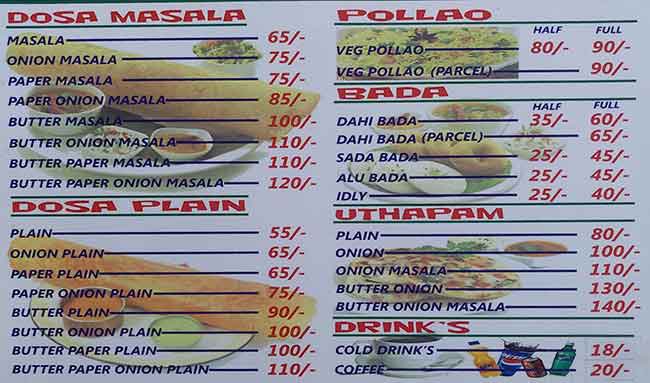 DOSA MASALA
MASALA 65/-
ONION MASALA 75/-
PAPER MASALA 75/-
PAPER ONION MASALA 85/-
BUTTER MASALA 100/-
BUTTER ONION MASALA 110/-
BUTTER PAPER MASALA 110/-
BUTTER PAPER ONION MASALA 120/-
DOSA PLAIN
PLAIN 55/-
ONION PLAIN 65/-
PAPER PLAIN 65/-
PAPER ONION PLAIN 75/-
BUTTER PLAIN 90/-
BUTTER ONION PLAIN 100/-
BUTTER PAPER PLAIN 100/-
BUTTER PAPER ONION PLAIN 110/-
POLLAO
HALF FULL
VEG POLLAO 80/- 90/-
VEG POLLAO (PARCEL) 90/-
BADA
HALF FULL
DAHI BADA 35/- 60/-
DAHI BADA (PARCEL) 65/-
SADA BADA 25/- 45/-
ALU BADA 25/- 45/-
IDLY 25/- 40/-
UTHAPAM
PLAIN 80/-
ONION 100/-
ONION MASALA 110/-
BUTTER ONION 130/-
BUTTER ONION MASALA 140/-
DRINK'S
COLD DRINK'S 18/-
COFFEE 20/-